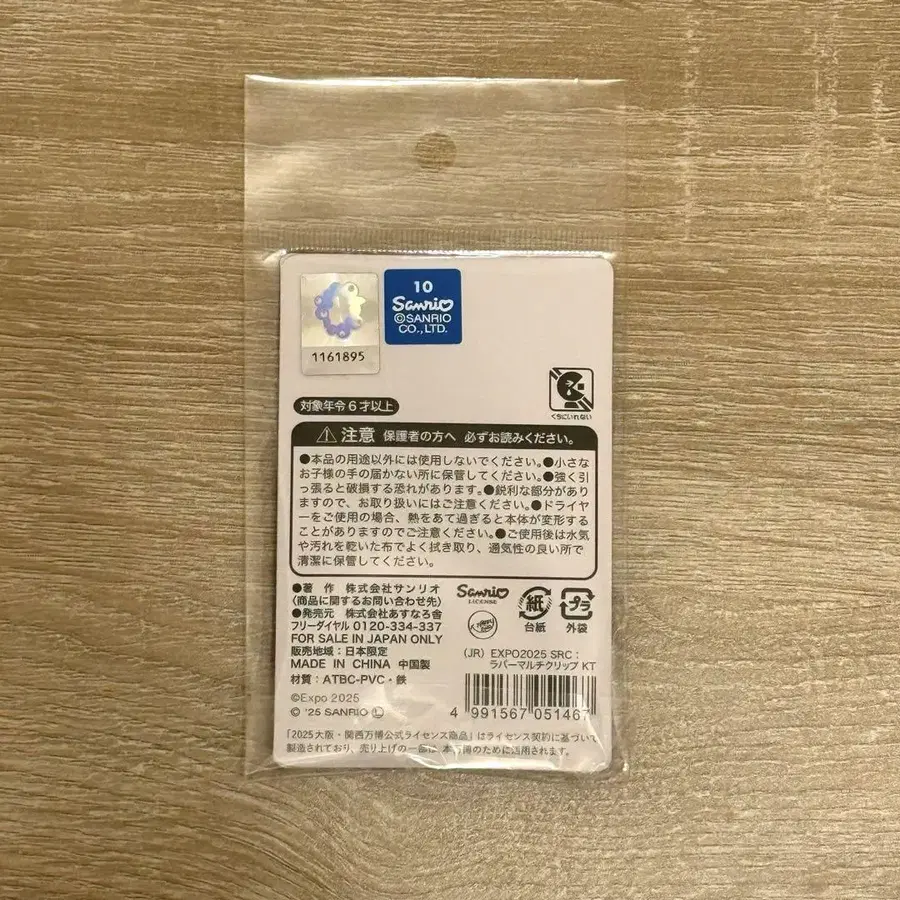 10
Sanrio
©SANRIO
CO.,LTD.
1161895
くちにいれない
対象年令6才以上
注意 保護者の方へ 必ずお読みください。
●本品の用途以外には使用しないでください。●小さな
お子様の手の届かない所に保管してください。●強く引
っ張ると破損する恐れがあります。●鋭利な部分があり
ますので、お取り扱いにはご注意ください。●ドライヤ
ーをご使用の場合、熱をあて過ぎると本体が変形する
ことがありますのでご注意ください。●ご使用後は水気
や汚れを乾いた布でよく拭き取り、通気性の良い所で
清潔に保管してください。
●著 作 株式会社サンリオ
(商品に関するお問い合わせ先)
●発売元 株式会社あすなろ舎
フリーダイヤル 0120-334-337
FOR SALE IN JAPAN ONLY
販売地域:日本限定
MADE IN CHINA 中国製
材質:ATBC-PVC・鉄
©Expo 2025
© '25 SANRIO Ⓛ
Sanrio
LICENSE
紙
台紙
プラ
外袋
(JR) EXPO2025 SRC:
ラバーマルチクリップ KT
4 991567 051467
「2025大阪・関西万博公式ライセンス商品」はライセンス契約に基づいて
製造されており、売り上げの一部は 本万博のために活用されます。